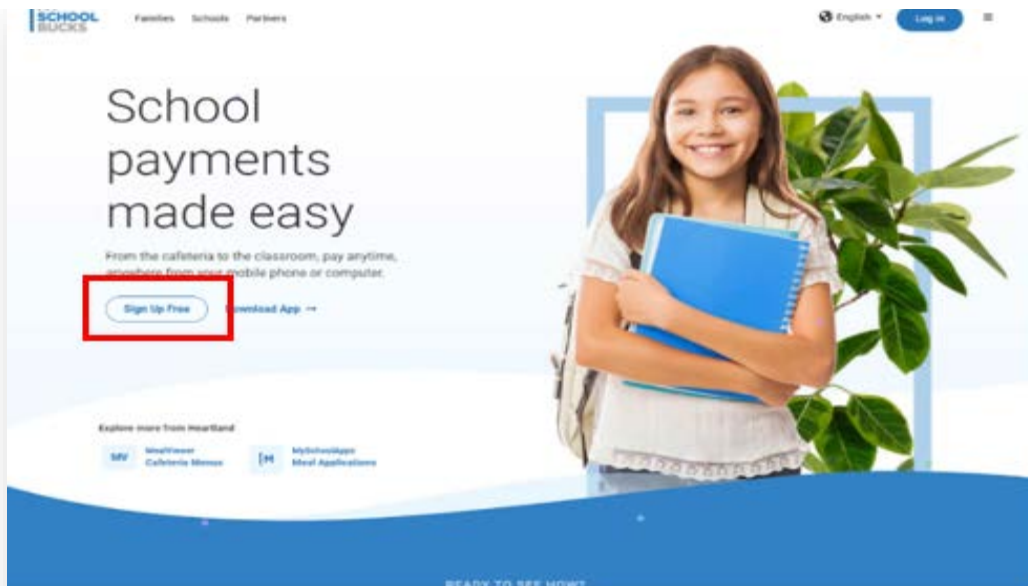 SCHOOL
BUCKS
Families Schools Partners
English
Log in
School
payments
made easy
From the cafeteria to the classroom, pay anytime,
anywhere from your mobile phone or computer.
Sign Up Free
Download App →
Explore more from Heartland
MV
MealViewer
Cafeteria Menus
[M
MySchoolApps
Meal Applications
READY TO SEE HOW?